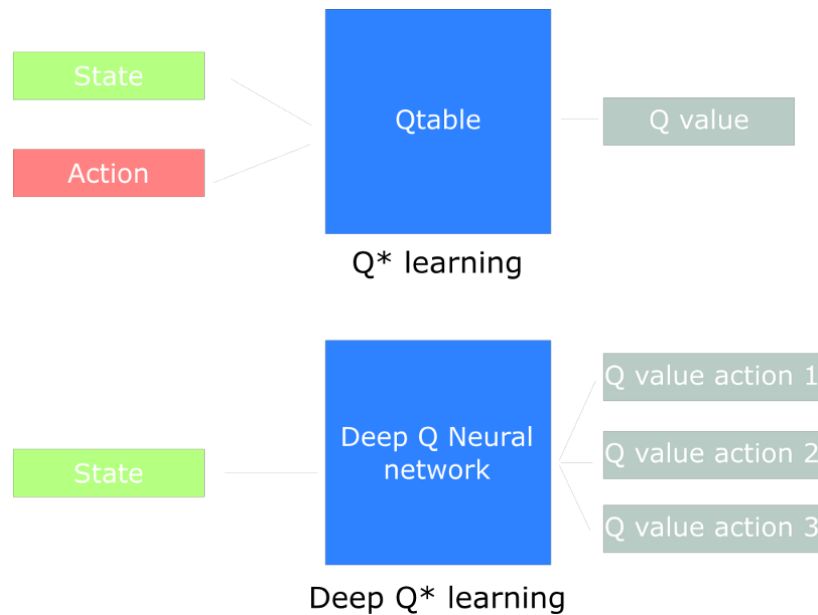 State
Action
Qtable
Q value
Q* learning
State
Deep Q Neural
network
Q value action 1
Q value action 2
Q value action 3
Deep Q* learning